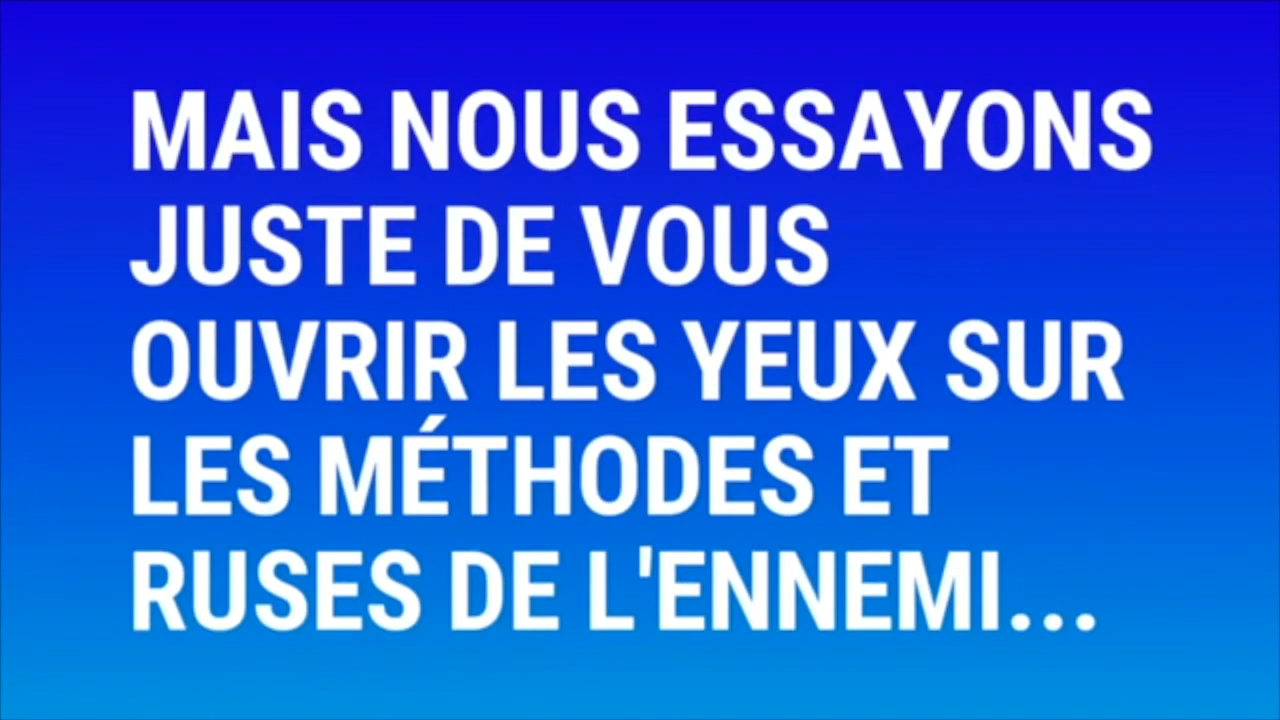 MAIS NOUS ESSAYONS
JUSTE DE VOUS
OUVRIR LES YEUX SUR
LES MÉTHODES ET
RUSES DE L'ENNEMI...